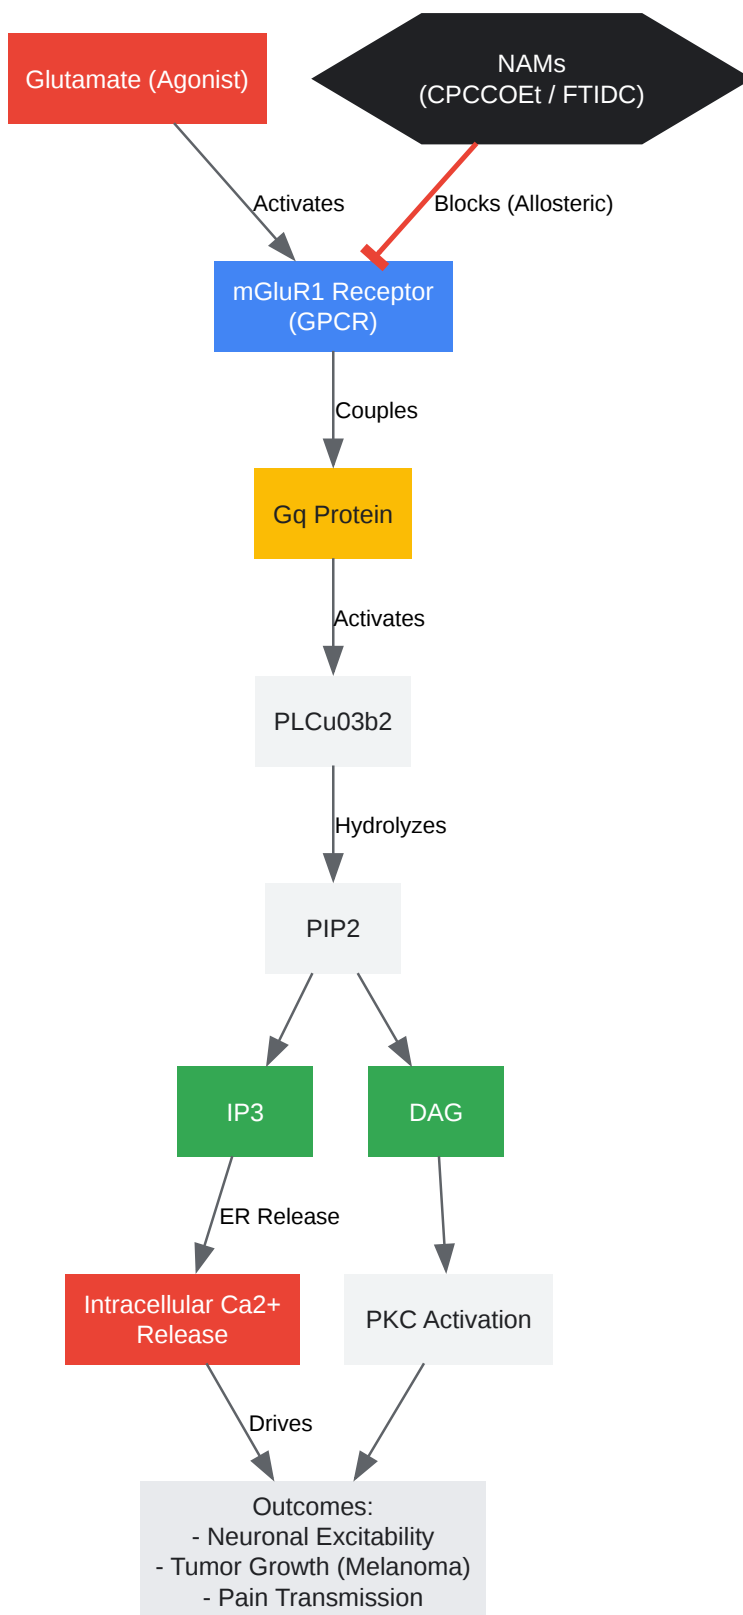 Glutamate (Agonist)
NAMs
(CPCCOEt / FTIDC)
Activates
Blocks (Allosteric)
mGluR1 Receptor
(GPCR)
Couples
Gq Protein
Activates
PLCu03b2
Hydrolyzes
PIP2
IP3
DAG
ER Release
Intracellular Ca2+
Release
PKC Activation
Drives
Outcomes:
- Neuronal Excitability
- Tumor Growth (Melanoma)
- Pain Transmission